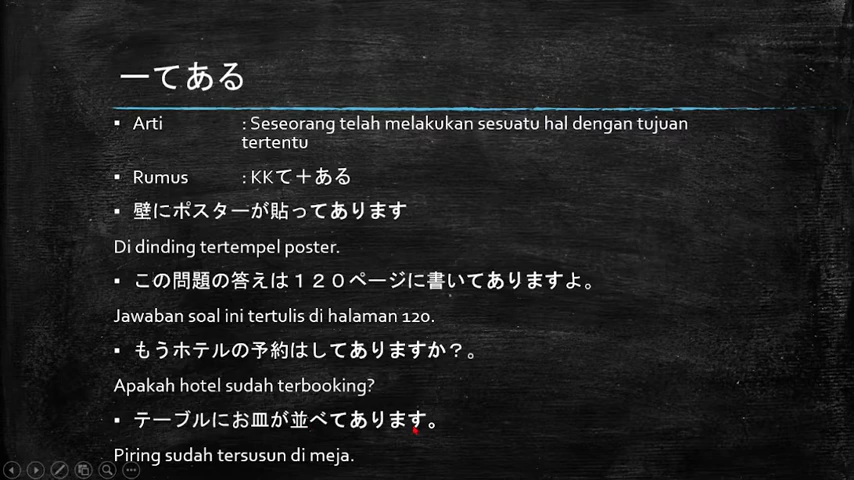 ーてある
▪ Arti : Seseorang telah melakukan sesuatu hal dengan tujuan
tertentu
▪ Rumus : KKて＋ある
▪ 壁にポスターが貼ってあります
Di dinding tertempel poster.
▪ この問題の答えは１２０ページに書いてありますよ。
Jawaban soal ini tertulis di halaman 120.
▪ もうホテルの予約はしてありますか？。
Apakah hotel sudah terbooking?
▪ テーブルにお皿が並べてあります。
Piring sudah tersusun di meja.